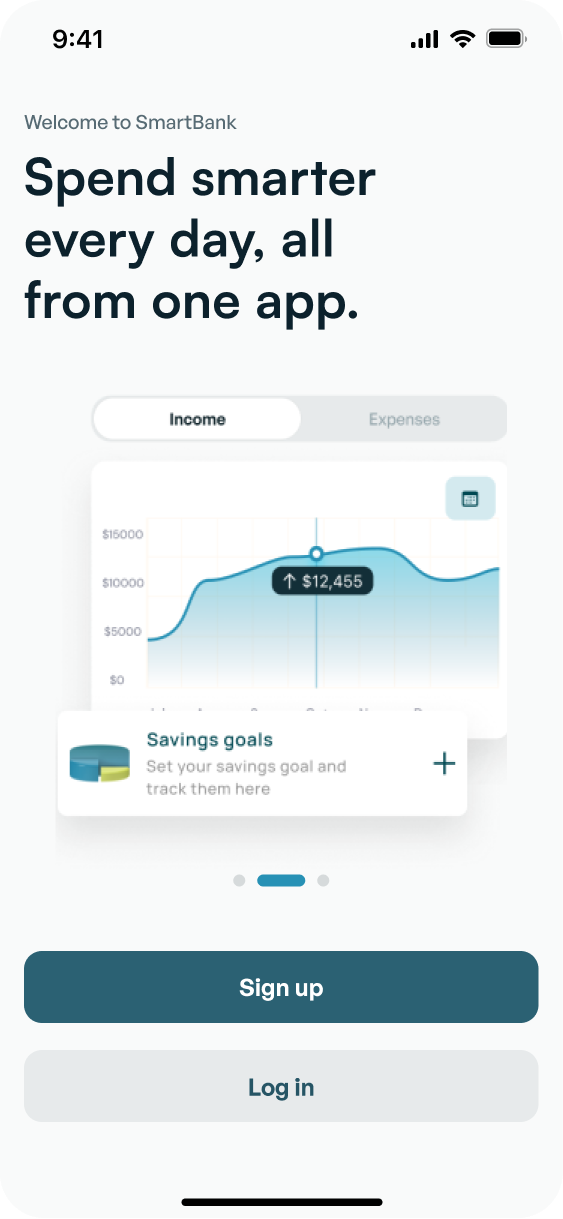 9:41
Welcome to SmartBank
Spend smarter
every day, all
from one app.
Income
Expenses
$15000
$12,455
$10000
$5000
$0
Savings goals
Set your savings goal and
track them here
Sign up
Log in